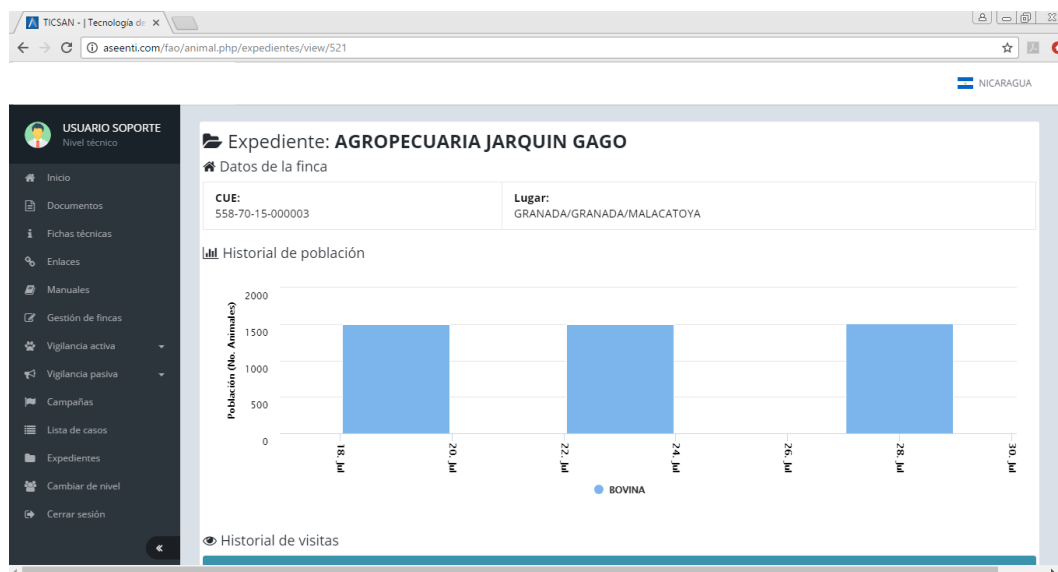 TICSAN - | Tecnología de
aseenti.com/fao/animal.php/expedientes/view/521
NICARAGUA
USUARIO SOPORTE
Nivel técnico
Inicio
Documentos
Fichas técnicas
Enlaces
Manuales
Gestión de fincas
Vigilancia activa
Vigilancia pasiva
Campañas
Lista de casos
Expedientes
Cambiar de nivel
Cerrar sesión
Expediente: AGROPECUARIA JARQUIN GAGO
Datos de la finca
CUE:
558-70-15-000003
Lugar:
GRANADA/GRANADA/MALACATOYA
Historial de población
Población (No. Animales)
2000
1500
1000
500
0
18. Jul
20. Jul
22. Jul
24. Jul
26. Jul
28. Jul
30. Jul
BOVINA
Historial de visitas